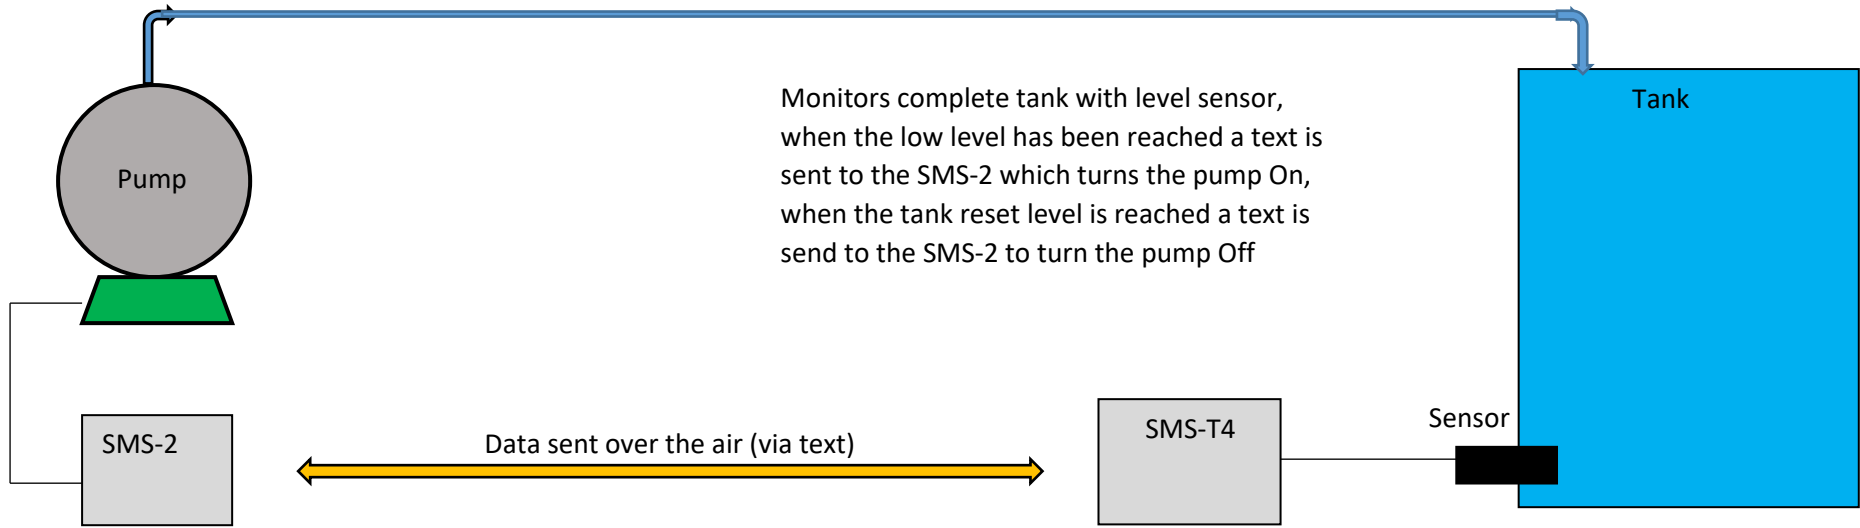 Monitors complete tank with level sensor,
when the low level has been reached a text is
sent to the SMS-2 which turns the pump On,
when the tank reset level is reached a text is
send to the SMS-2 to turn the pump Off
Tank
Pump
Sensor
SMS-2
Data sent over the air (via text)
SMS-T4